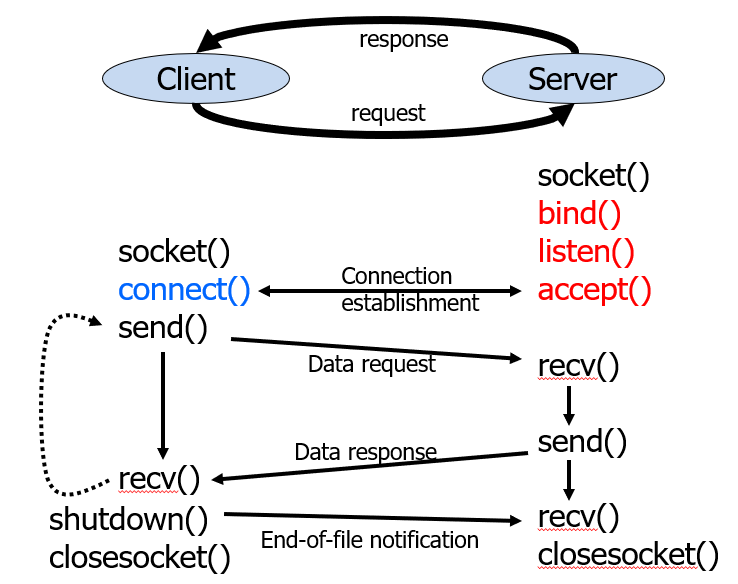 response
Client
Server
request
socket()
bind()
socket()
listen()
connect()
Connection
establishment
accept()
send()
Data request
recv()
Data response
send()
recv()
shutdown()
End-of-file notification
recv()
closesocket()
closesocket()